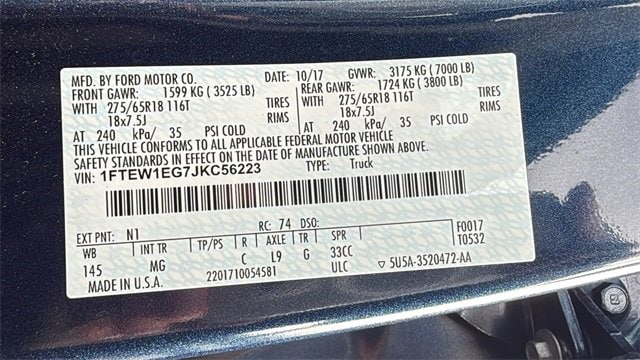 MFD. BY FORD MOTOR CO. DATE: 10/17 GVWR: 3175 KG (7000 LB)
FRONT GAWR: 1599 KG (3525 LB) REAR GAWR: 1724 KG (3800 LB)
WITH 275/65R18 116T TIRES WITH 275/65R18 116T TIRES
18x7.5J RIMS 18x7.5J RIMS
AT 240 kPa/ 35 PSI COLD AT 240 kPa/ 35 PSI COLD
THIS VEHICLE CONFORMS TO ALL APPLICABLE FEDERAL MOTOR VEHICLE
SAFETY STANDARDS IN EFFECT ON THE DATE OF MANUFACTURE SHOWN ABOVE.
VIN: 1FTEW1EG7JKC56223 TYPE: Truck
EXT PNT: N1 RC: 74 DSO: F0017
WB INT TR TP/PS R AXLE TR SPR T0532
145 MG C L9 G 33CC
MADE IN U.S.A. 2201710054581 ULC ▽ 5U5A-3520472-AA